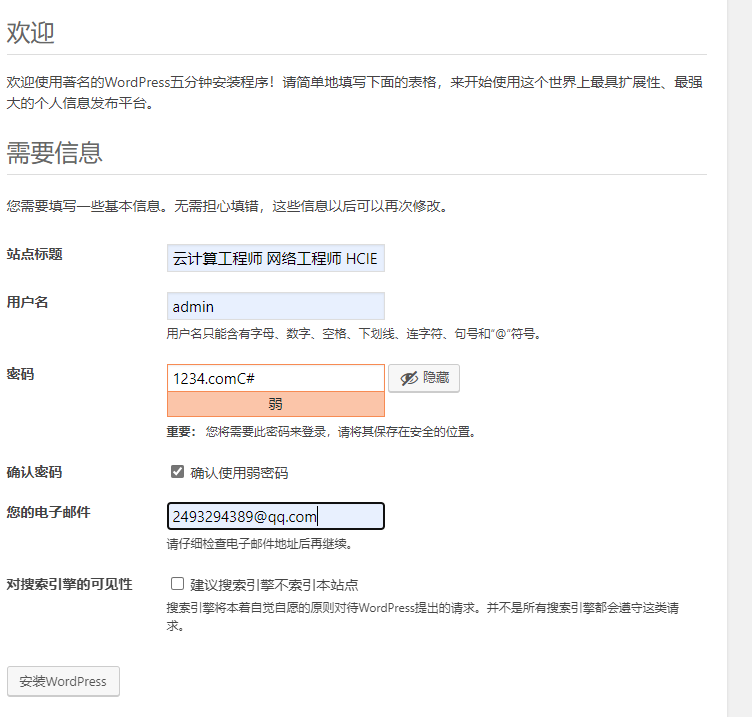 欢迎
欢迎使用著名的WordPress五分钟安装程序！请简单地填写下面的表格，来开始使用这个世界上最具扩展性、最强
大的个人信息发布平台。
需要信息
您需要填写一些基本信息。无需担心填错，这些信息以后可以再次修改。
站点标题 云计算工程师 网络工程师 HCIE
用户名 admin
用户名只能含有字母、数字、空格、下划线、连字符、句号和“@”符号。
密码 1234.comC# 隐藏
弱
重要： 您将需要此密码来登录，请将其保存在安全的位置。
确认密码 确认使用弱密码
您的电子邮件 2493294389@qq.com
请仔细检查电子邮件地址后再继续。
对搜索引擎的可见性 建议搜索引擎不索引本站点
搜索引擎将本着自觉自愿的原则对待WordPress提出的请求。并不是所有搜索引擎都会遵守这类请
求。
安装WordPress